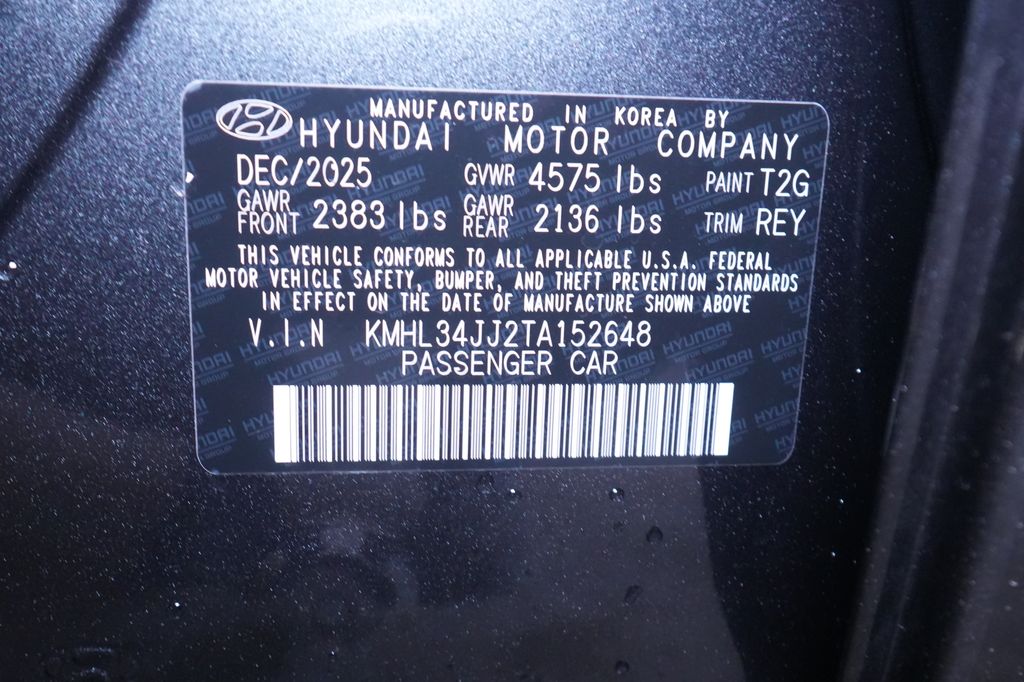 MANUFACTURED IN KOREA BY
HYUNDAI MOTOR COMPANY
DEC/2025 GVWR 4575 lbs PAINT T2G
GAWR FRONT 2383 lbs GAWR REAR 2136 lbs TRIM REY
THIS VEHICLE CONFORMS TO ALL APPLICABLE U.S.A. FEDERAL
MOTOR VEHICLE SAFETY, BUMPER, AND THEFT PREVENTION STANDARDS
IN EFFECT ON THE DATE OF MANUFACTURE SHOWN ABOVE
V.I.N KMHL34JJ2TA152648
PASSENGER CAR